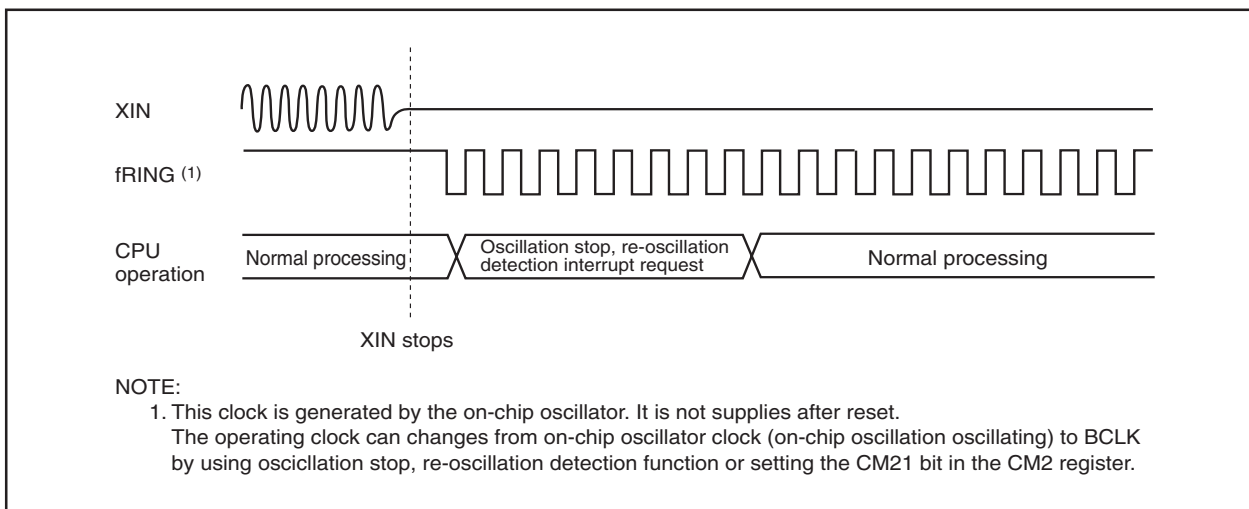 XIN
fRING (1)
CPU
operation
Normal processing
Oscillation stop, re-oscillation
detection interrupt request
Normal processing
XIN stops
NOTE:
1. This clock is generated by the on-chip oscillator. It is not supplies after reset.
The operating clock can changes from on-chip oscillator clock (on-chip oscillation oscillating) to BCLK
by using oscicllation stop, re-oscillation detection function or setting the CM21 bit in the CM2 register.